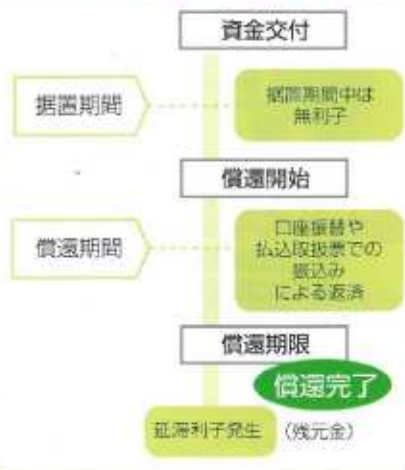 資金交付
据置期間
据置期間中は
無利子
償還開始
償還期間
口座振替や
払込取扱票での
振込み
による返済
償還期限
償還完了
延滞利子発生 (残元金)